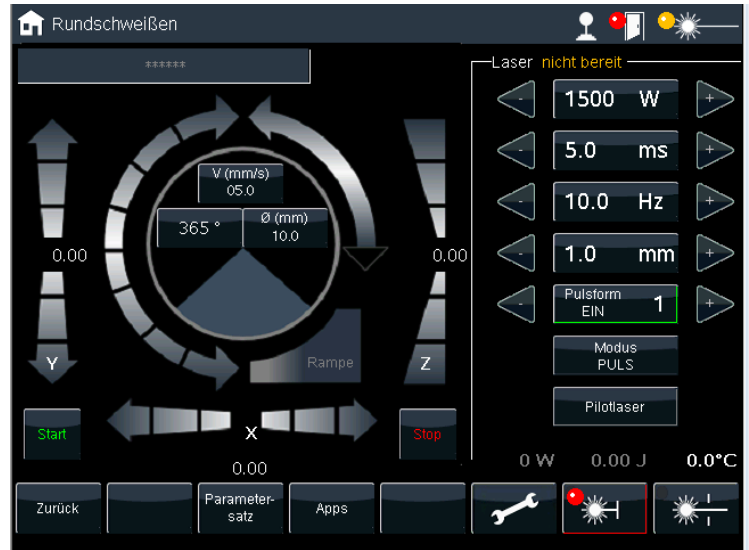 Rundschweißen
******
Laser nicht bereit
- 1500 W +
- 5.0 ms +
- 10.0 Hz +
- 1.0 mm +
- Pulsform
EIN 1 +
Modus
PULS
Pilotlaser
V (mm/s)
05.0
365 °
Ø (mm)
10.0
0.00
0.00
Y
Rampe
Z
Start
X
Stop
0.00
0 W 0.00 J 0.0°C
Zurück
Parameter-
satz
Apps